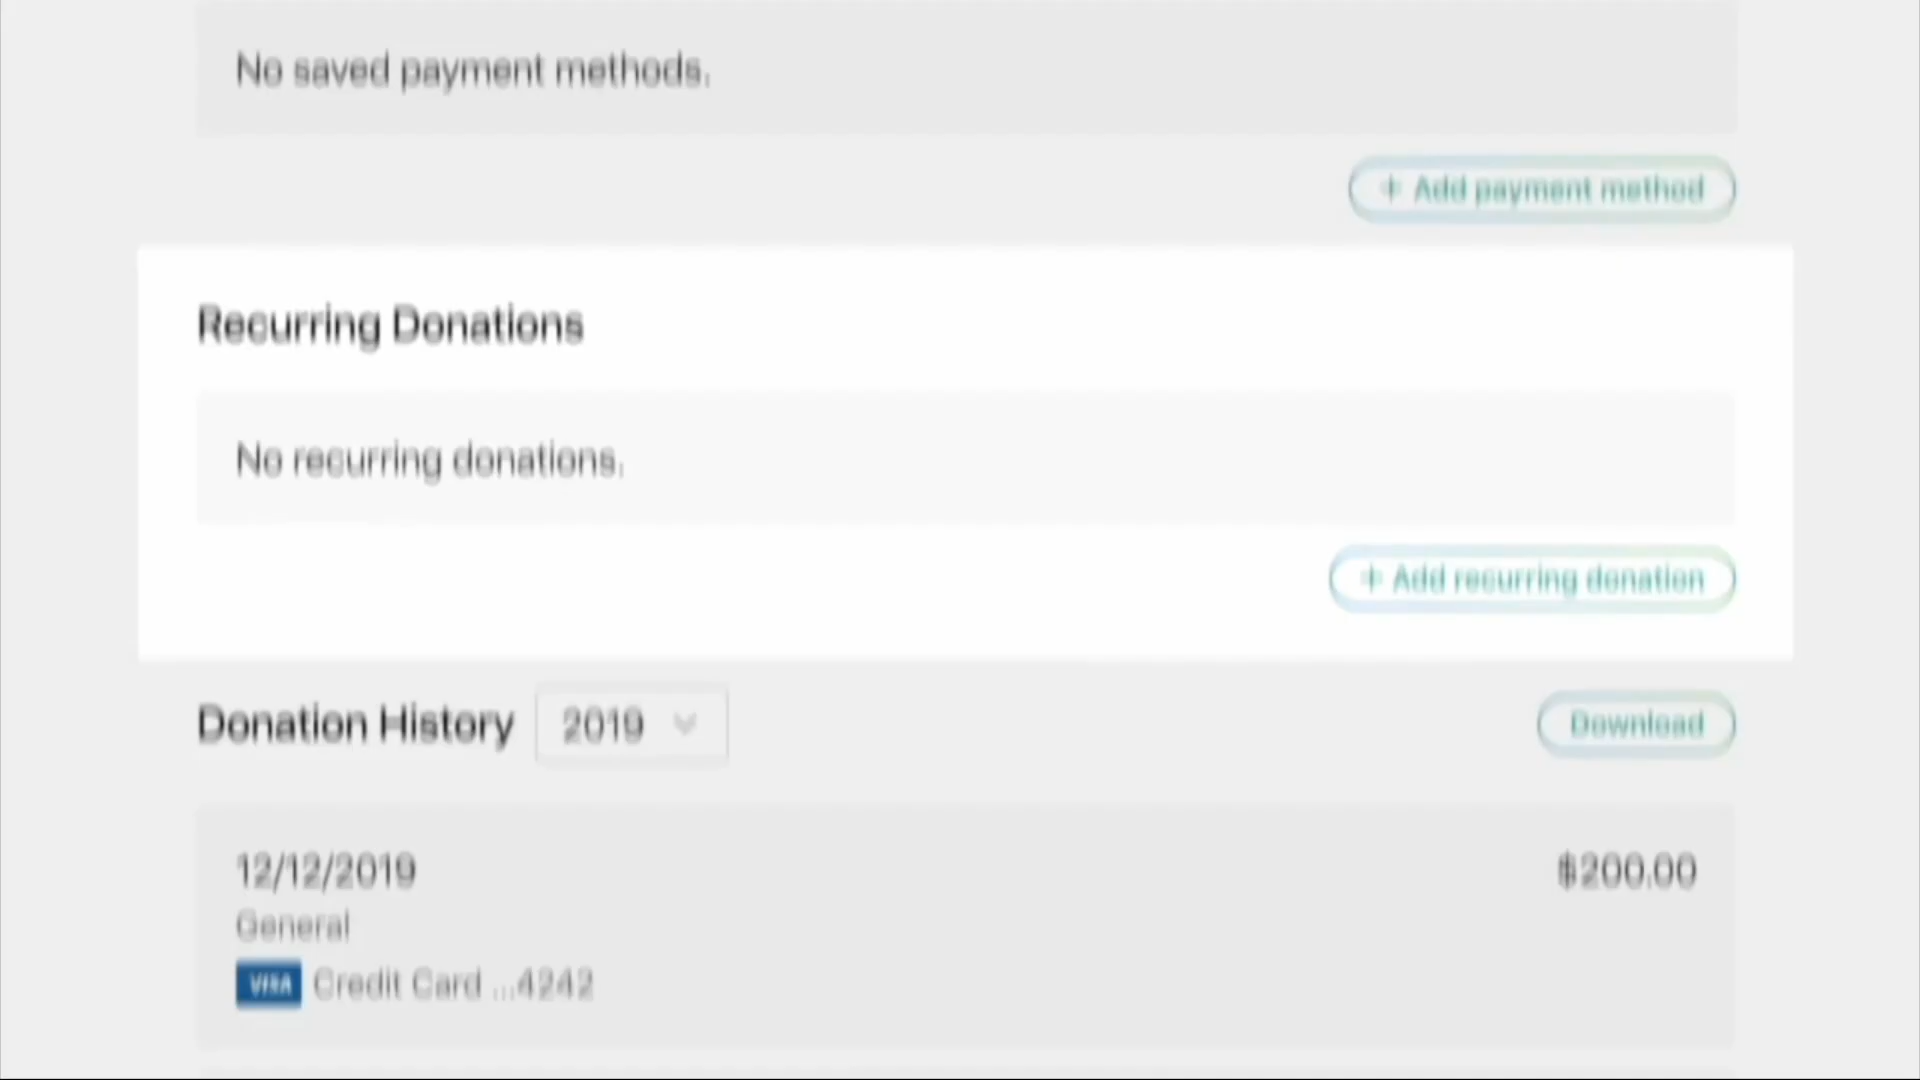 No saved payment methods.
+ Add payment method
Recurring Donations
No recurring donations.
+ Add recurring donation
Donation History 2019
Download
12/12/2019 $200.00
General
VISA Credit Card ...4242